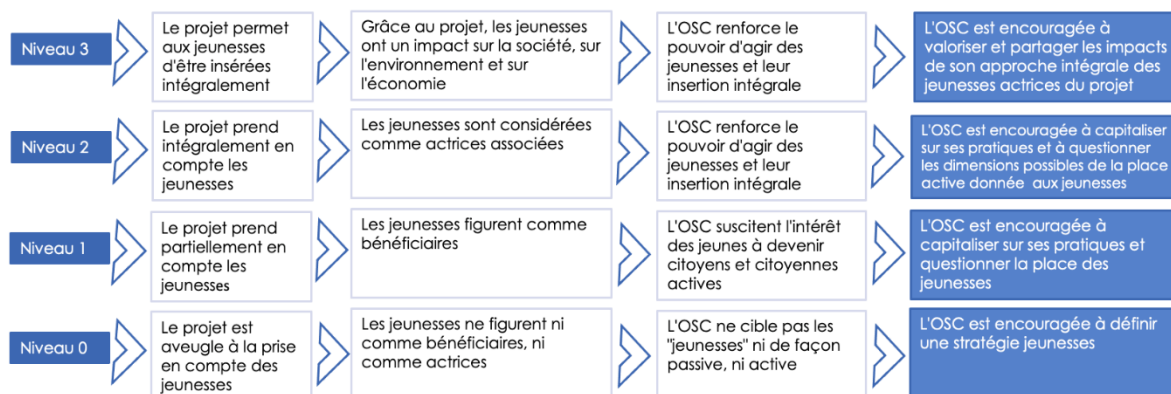 Niveau 3
Le projet permet
aux jeunesses
d'être insérées
intégralement
Grâce au projet, les jeunesses
ont un impact sur la société, sur
l'environnement et sur
l'économie
L'OSC renforce le
pouvoir d'agir des
jeunesses et leur
insertion intégrale
L'OSC est encouragée à
valoriser et partager les impacts
de son approche intégrale des
jeunesses actrices du projet
Niveau 2
Le projet prend
intégralement en
compte les
jeunesses
Les jeunesses sont considérées
comme actrices associées
L'OSC renforce le
pouvoir d'agir des
jeunesses et leur
insertion intégrale
L'OSC est encouragée à capitaliser
sur ses pratiques et à questionner
les dimensions possibles de la place
active donnée aux jeunesses
Niveau 1
Le projet prend
partiellement en
compte les
jeunesses
Les jeunesses figurent comme
bénéficiaires
L'OSC suscitent l'intérêt
des jeunes à devenir
citoyens et citoyennes
actives
L'OSC est encouragée à
capitaliser sur ses pratiques et
questionner la place des
jeunesses
Niveau 0
Le projet est
aveugle à la prise
en compte des
jeunesses
Les jeunesses ne figurent ni
comme bénéficiaires, ni
comme actrices
L'OSC ne cible pas les
"jeunesses" ni de façon
passive, ni active
L'OSC est encouragée à définir
une stratégie jeunesses